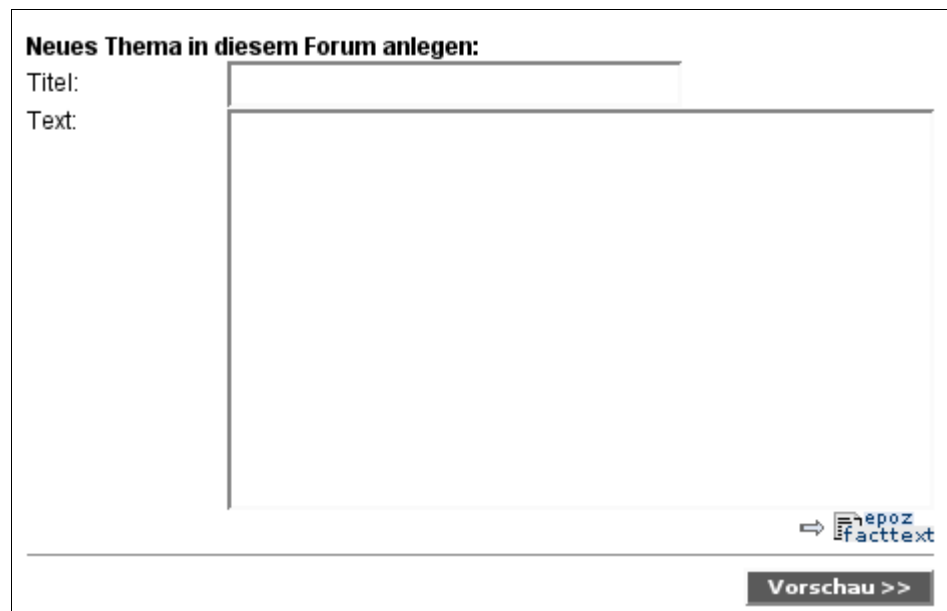 Neues Thema in diesem Forum anlegen:
Titel:
Text:
epoz
facttext
Vorschau >>